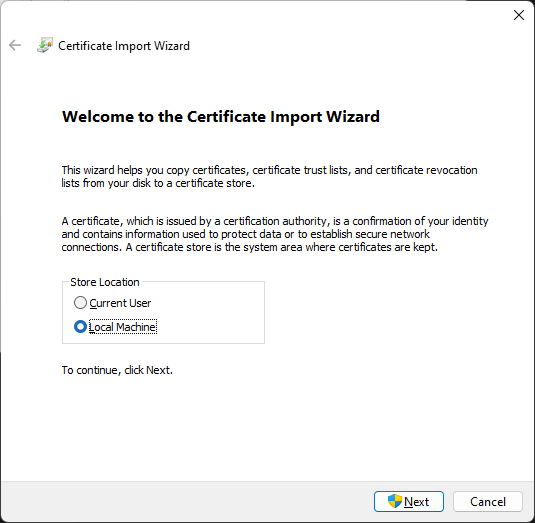 Certificate Import Wizard
Welcome to the Certificate Import Wizard
This wizard helps you copy certificates, certificate trust lists, and certificate revocation
lists from your disk to a certificate store.
A certificate, which is issued by a certification authority, is a confirmation of your identity
and contains information used to protect data or to establish secure network
connections. A certificate store is the system area where certificates are kept.
Store Location
Current User
Local Machine
To continue, click Next.
Next
Cancel